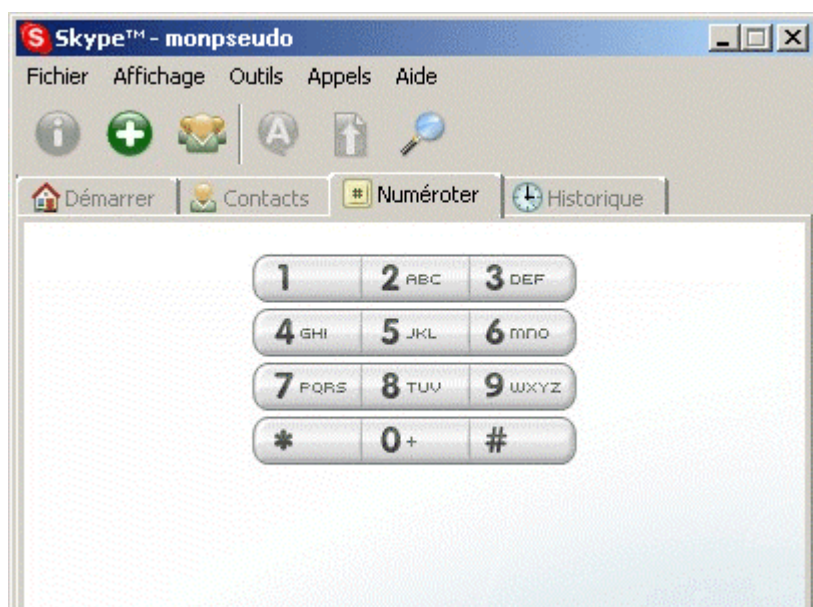 Skype™ - monpseudo
Fichier Affichage Outils Appels Aide
Démarrer Contacts # Numéroter Historique
1 2 ABC 3 DEF
4 GHI 5 JKL 6 mno
7 PQRS 8 TUV 9 WXYZ
* 0 + #